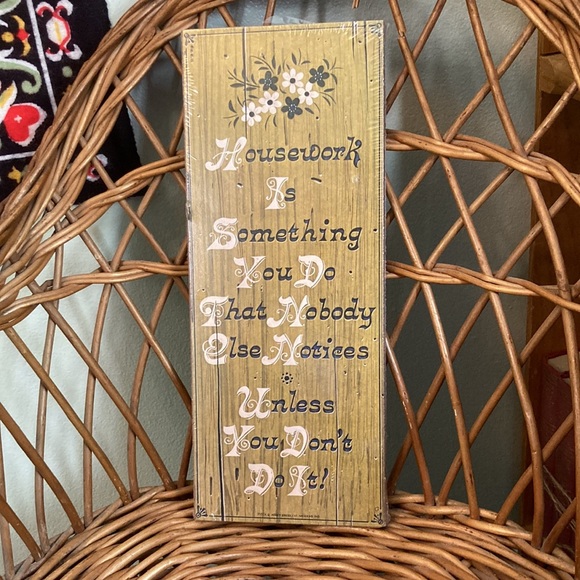 Housework
Is
Something
You Do
That Nobody
Else Notices
Unless
You Don't
Do It!